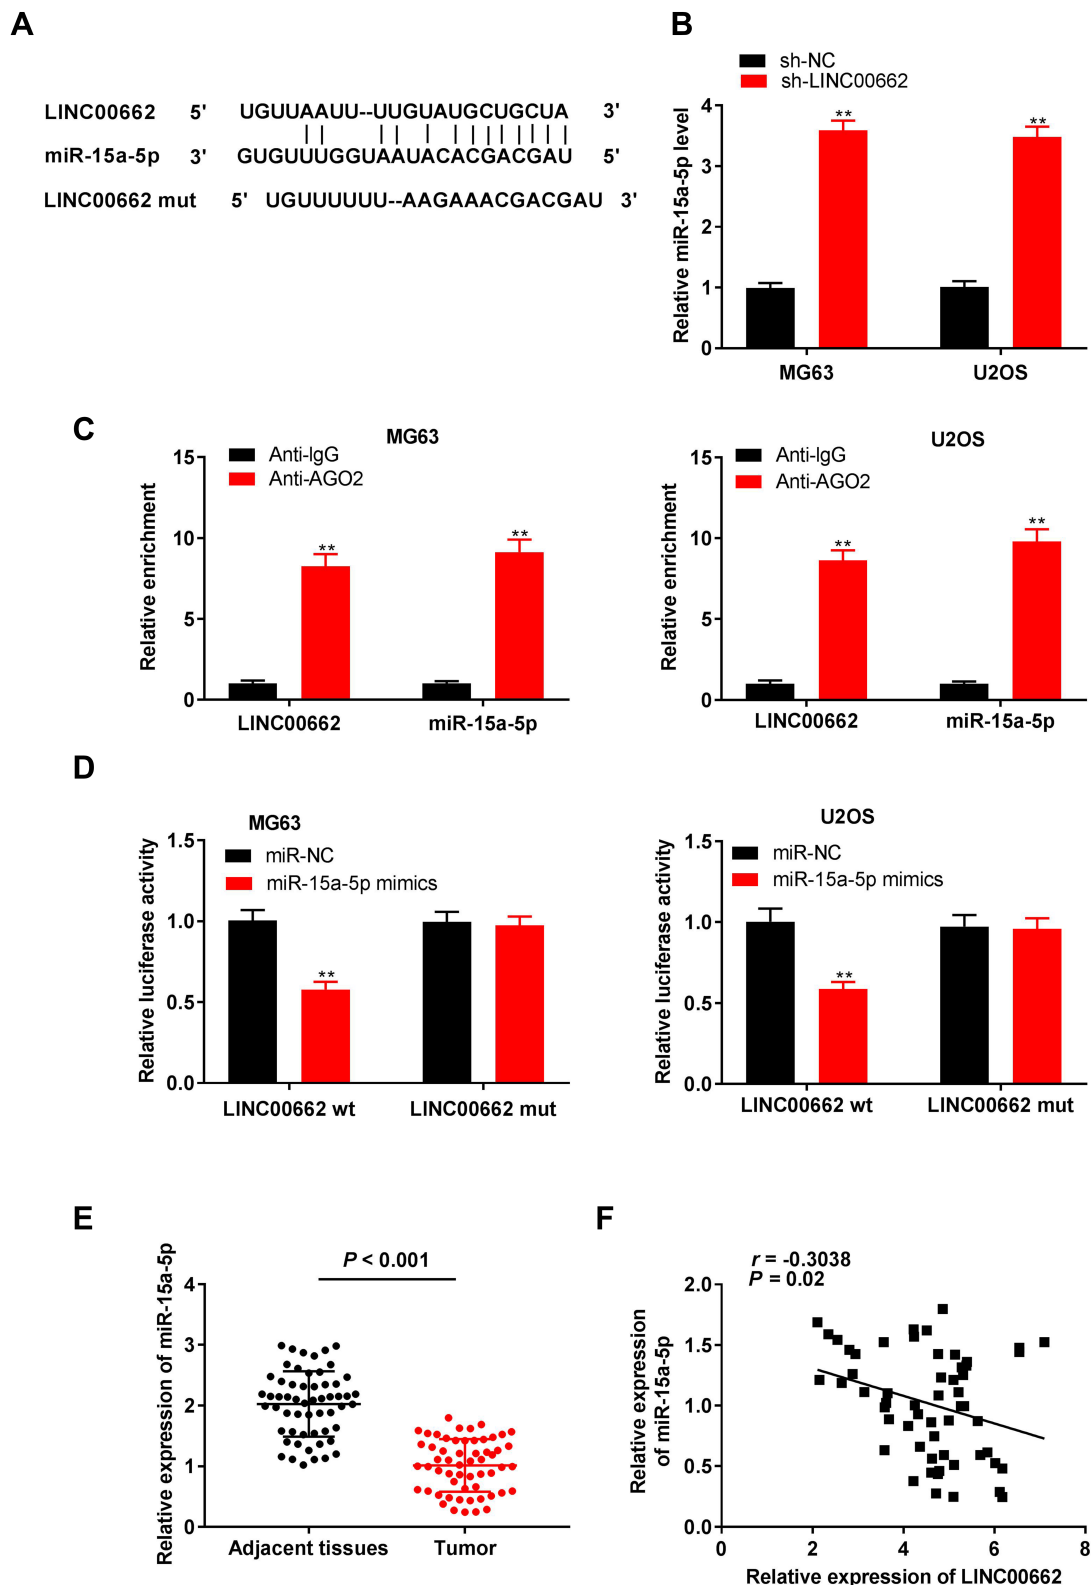 A
LINC00662 5' UGUUAAUU--UUGUAUGCUGCUA 3'
miR-15a-5p 3' GUGUUUGGUAAUACACGACGAU 5'
LINC00662 mut 5' UGUUUUUU--AAGAAACGACGAU 3'
B
sh-NC
sh-LINC00662
Relative miR-15a-5p level
4
3
2
1
0
**
**
MG63 U2OS
C
MG63
Anti-IgG
Anti-AGO2
Relative enrichment
15
10
5
0
**
**
LINC00662 miR-15a-5p
U2OS
Anti-IgG
Anti-AGO2
Relative enrichment
15
10
5
0
**
**
LINC00662 miR-15a-5p
D
MG63
miR-NC
miR-15a-5p mimics
Relative luciferase activity
1.5
1.0
0.5
0.0
**
LINC00662 wt LINC00662 mut
U2OS
miR-NC
miR-15a-5p mimics
Relative luciferase activity
1.5
1.0
0.5
0.0
**
LINC00662 wt LINC00662 mut
E
P < 0.001
Relative expression of miR-15a-5p
4
3
2
1
0
Adjacent tissues Tumor
F
r = -0.3038
P = 0.02
Relative expression
of miR-15a-5p
2.0
1.5
1.0
0.5
0.0
0 2 4 6 8
Relative expression of LINC00662